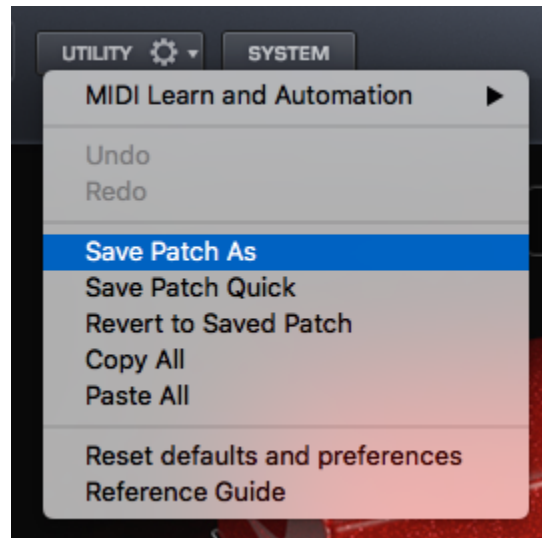 UTILITY SYSTEM
MIDI Learn and Automation
Undo
Redo
Save Patch As
Save Patch Quick
Revert to Saved Patch
Copy All
Paste All
Reset defaults and preferences
Reference Guide